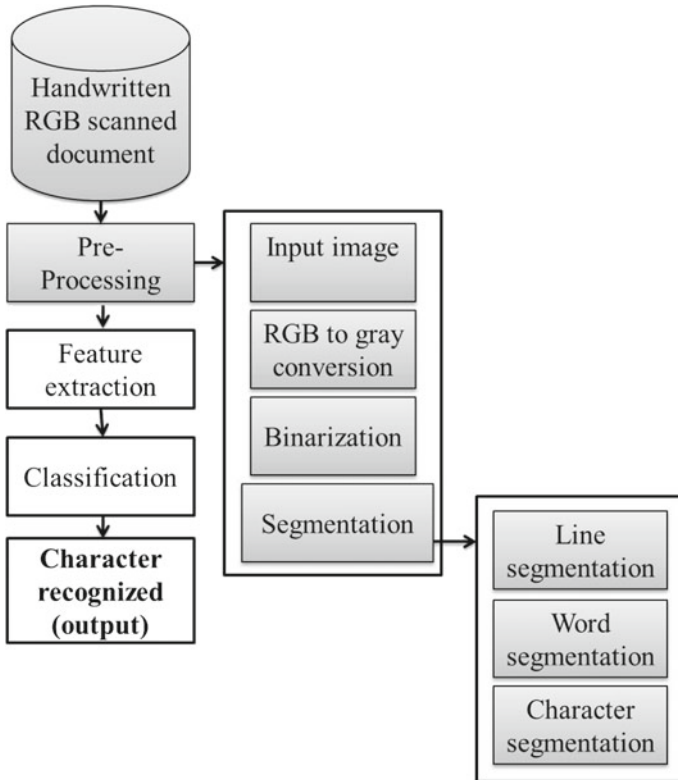 Handwritten
RGB scanned
document
Pre-
Processing
Feature
extraction
Classification
Character
recognized
(output)
Input image
RGB to gray
conversion
Binarization
Segmentation
Line
segmentation
Word
segmentation
Character
segmentation